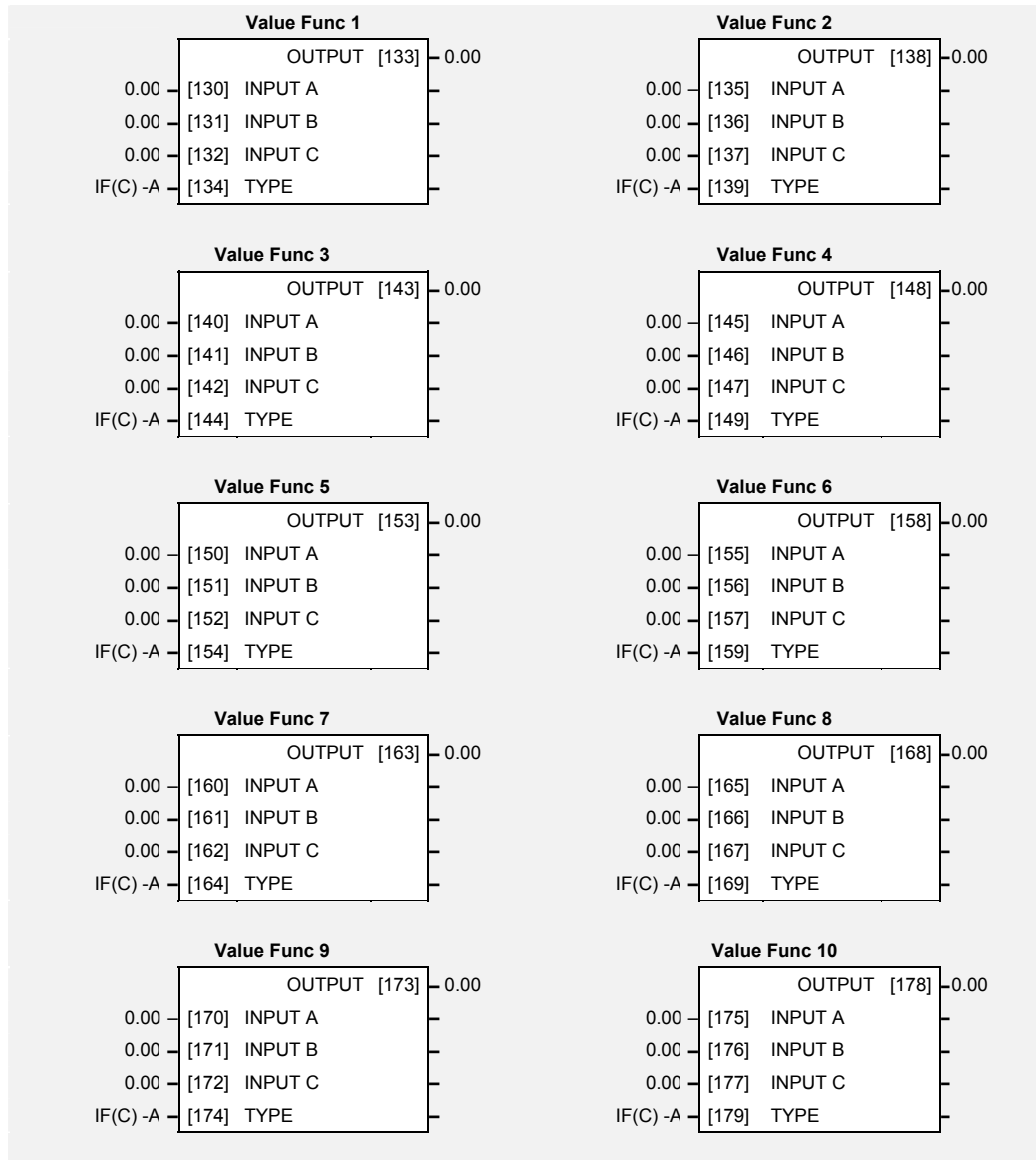 Value Func 1
OUTPUT [133] 0.00
0.00 [130] INPUT A
0.00 [131] INPUT B
0.00 [132] INPUT C
IF(C) -A [134] TYPE
Value Func 2
OUTPUT [138] 0.00
0.00 [135] INPUT A
0.00 [136] INPUT B
0.00 [137] INPUT C
IF(C) -A [139] TYPE
Value Func 3
OUTPUT [143] 0.00
0.00 [140] INPUT A
0.00 [141] INPUT B
0.00 [142] INPUT C
IF(C) -A [144] TYPE
Value Func 4
OUTPUT [148] 0.00
0.00 [145] INPUT A
0.00 [146] INPUT B
0.00 [147] INPUT C
IF(C) -A [149] TYPE
Value Func 5
OUTPUT [153] 0.00
0.00 [150] INPUT A
0.00 [151] INPUT B
0.00 [152] INPUT C
IF(C) -A [154] TYPE
Value Func 6
OUTPUT [158] 0.00
0.00 [155] INPUT A
0.00 [156] INPUT B
0.00 [157] INPUT C
IF(C) -A [159] TYPE
Value Func 7
OUTPUT [163] 0.00
0.00 [160] INPUT A
0.00 [161] INPUT B
0.00 [162] INPUT C
IF(C) -A [164] TYPE
Value Func 8
OUTPUT [168] 0.00
0.00 [165] INPUT A
0.00 [166] INPUT B
0.00 [167] INPUT C
IF(C) -A [169] TYPE
Value Func 9
OUTPUT [173] 0.00
0.00 [170] INPUT A
0.00 [171] INPUT B
0.00 [172] INPUT C
IF(C) -A [174] TYPE
Value Func 10
OUTPUT [178] 0.00
0.00 [175] INPUT A
0.00 [176] INPUT B
0.00 [177] INPUT C
IF(C) -A [179] TYPE